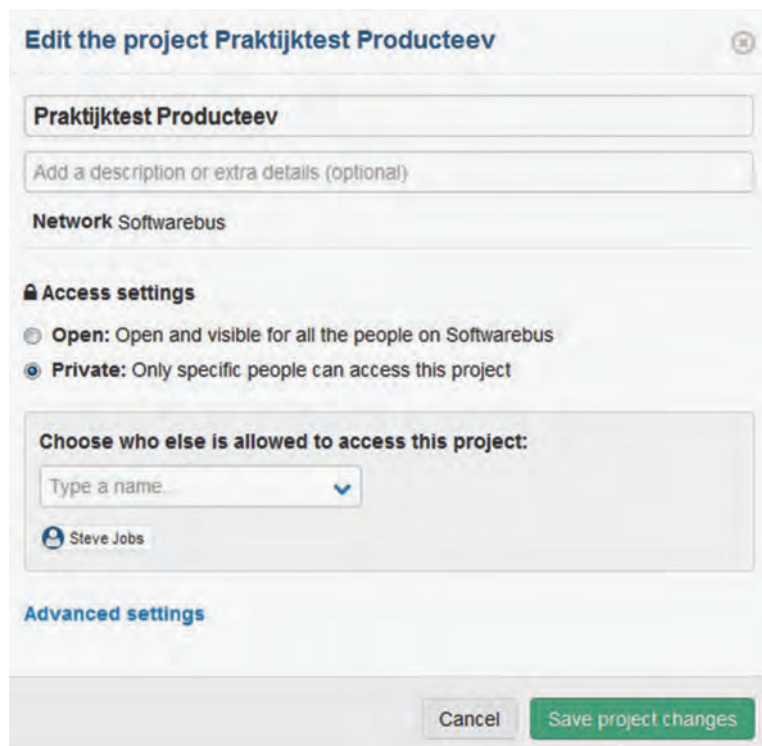 Edit the project Praktijktest Producteev
Praktijktest Producteev
Add a description or extra details (optional)
Network Softwarebus
Access settings
Open: Open and visible for all the people on Softwarebus
Private: Only specific people can access this project
Choose who else is allowed to access this project:
Type a name...
Steve Jobs
Advanced settings
Cancel
Save project changes